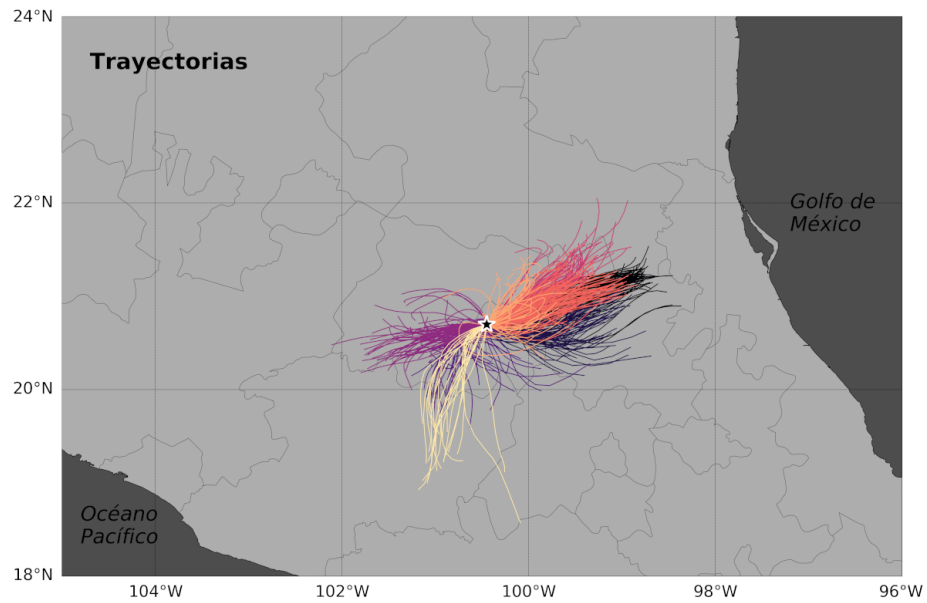 24°N
Trayectorias
22°N
Golfo de
México
20°N
Océano
Pacífico
18°N
104°W 102°W 100°W 98°W 96°W